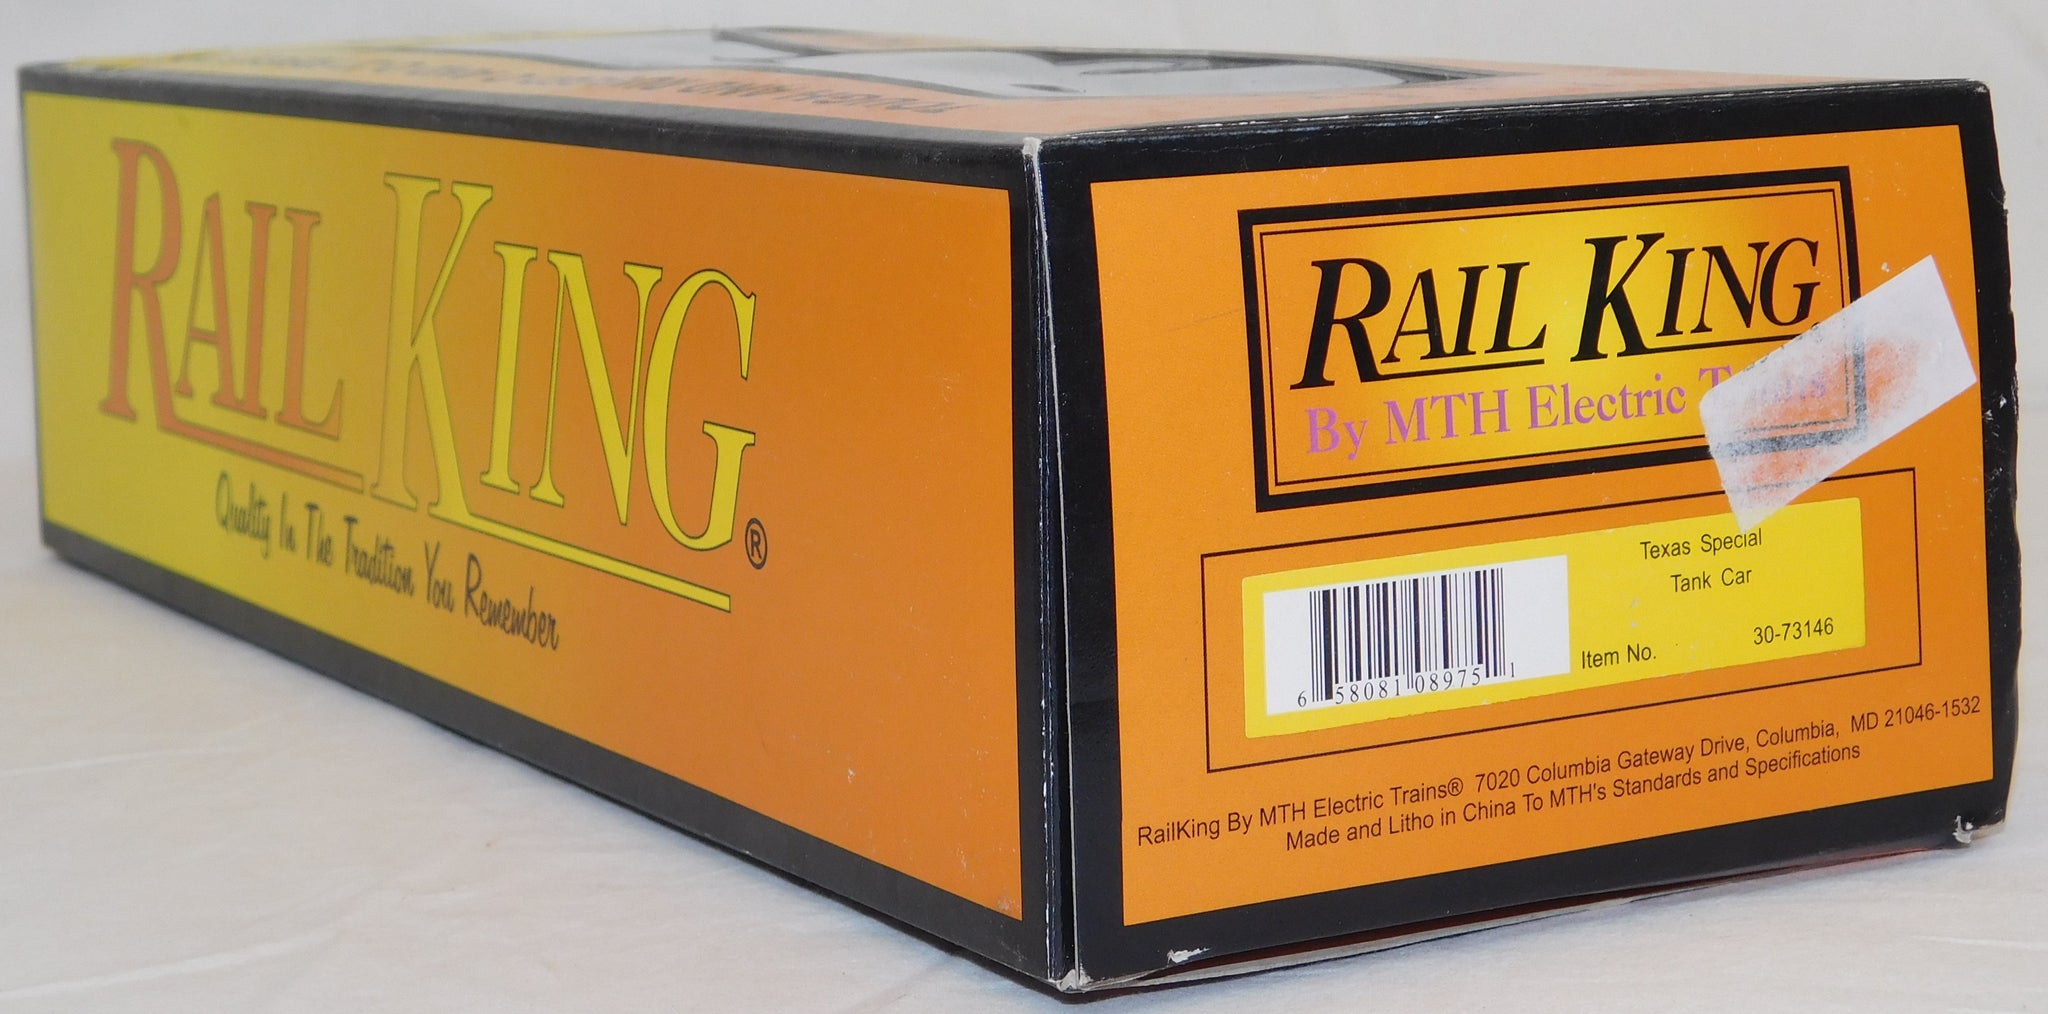 RAIL KING®
Quality In The Tradition You Remember
RAIL KING
By MTH Electric Trains
Texas Special
Tank Car
Item No. 30-73146
6 58081 08975 1
RailKing By MTH Electric Trains® 7020 Columbia Gateway Drive, Columbia, MD 21046-1532
Made and Litho in China To MTH's Standards and Specifications